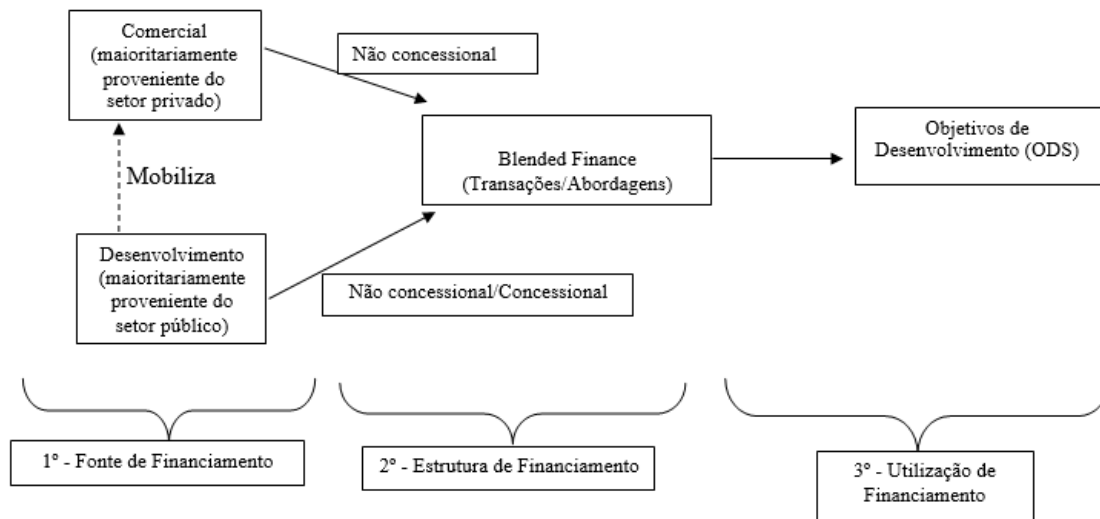 Comercial
(maioritariamente
proveniente do
setor privado)
Não concessional
Mobiliza
Blended Finance
(Transações/Abordagens)
Objetivos de
Desenvolvimento (ODS)
Desenvolvimento
(maioritariamente
proveniente do
setor público)
Não concessional/Concessional
1º - Fonte de Financiamento
2º - Estrutura de Financiamento
3º - Utilização de
Financiamento